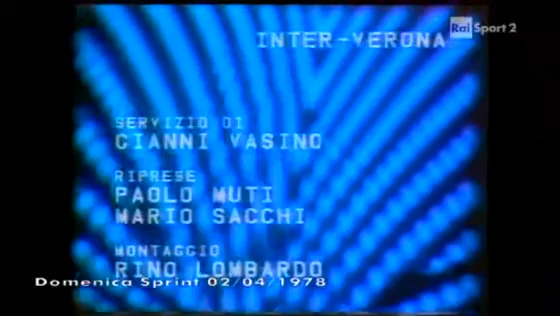 INTER-VERONA
Rai Sport 2
SERVIZIO DI
GIANNI VASINO
RIPRESE
PAOLO MUTI
MARIO SACCHI
MONTAGGIO
RINO LOMBARDO
Domenica Sprint 02/04/1978